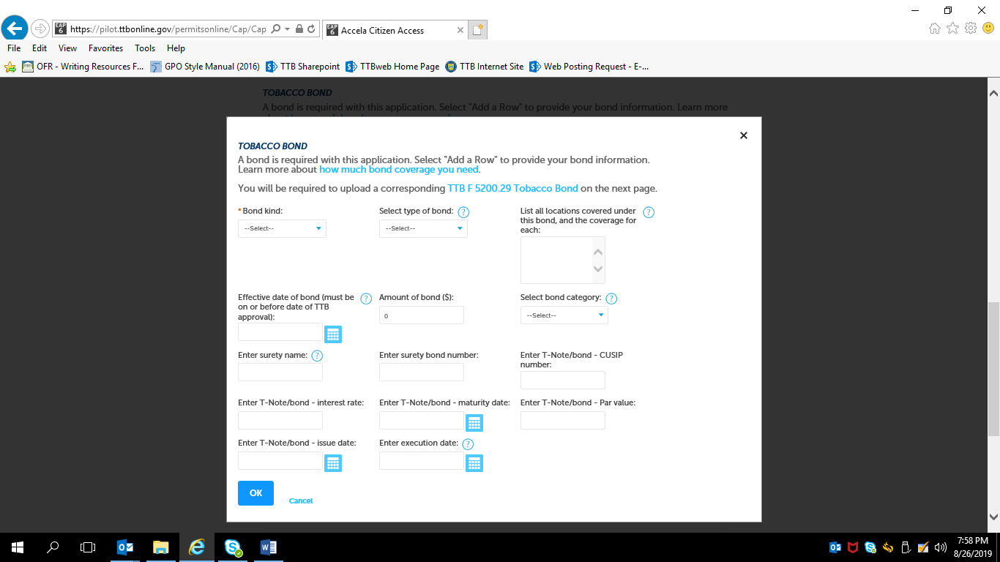 https://pilot.ttbonline.gov/permitsonline/Cap/Cap
Accela Citizen Access
File Edit View Favorites Tools Help
OFR - Writing Resources F... GPO Style Manual (2016) TTB Sharepoint TTBweb Home Page TTB Internet Site Web Posting Request - E-...
TOBACCO BOND
A bond is required with this application. Select "Add a Row" to provide your bond information. Learn more
TOBACCO BOND
A bond is required with this application. Select "Add a Row" to provide your bond information.
Learn more about how much bond coverage you need.
You will be required to upload a corresponding TTB F 5200.29 Tobacco Bond on the next page.
* Bond kind:
--Select--
Select type of bond: ?
--Select--
List all locations covered under ?
this bond, and the coverage for
each:
Effective date of bond (must be ?
on or before date of TTB
approval):
Amount of bond ($):
0
Select bond category: ?
--Select--
Enter surety name: ?
Enter surety bond number:
Enter T-Note/bond - CUSIP
number:
Enter T-Note/bond - interest rate:
Enter T-Note/bond - maturity date:
Enter T-Note/bond - Par value:
Enter T-Note/bond - issue date:
Enter execution date: ?
OK
Cancel
7:58 PM
8/26/2019